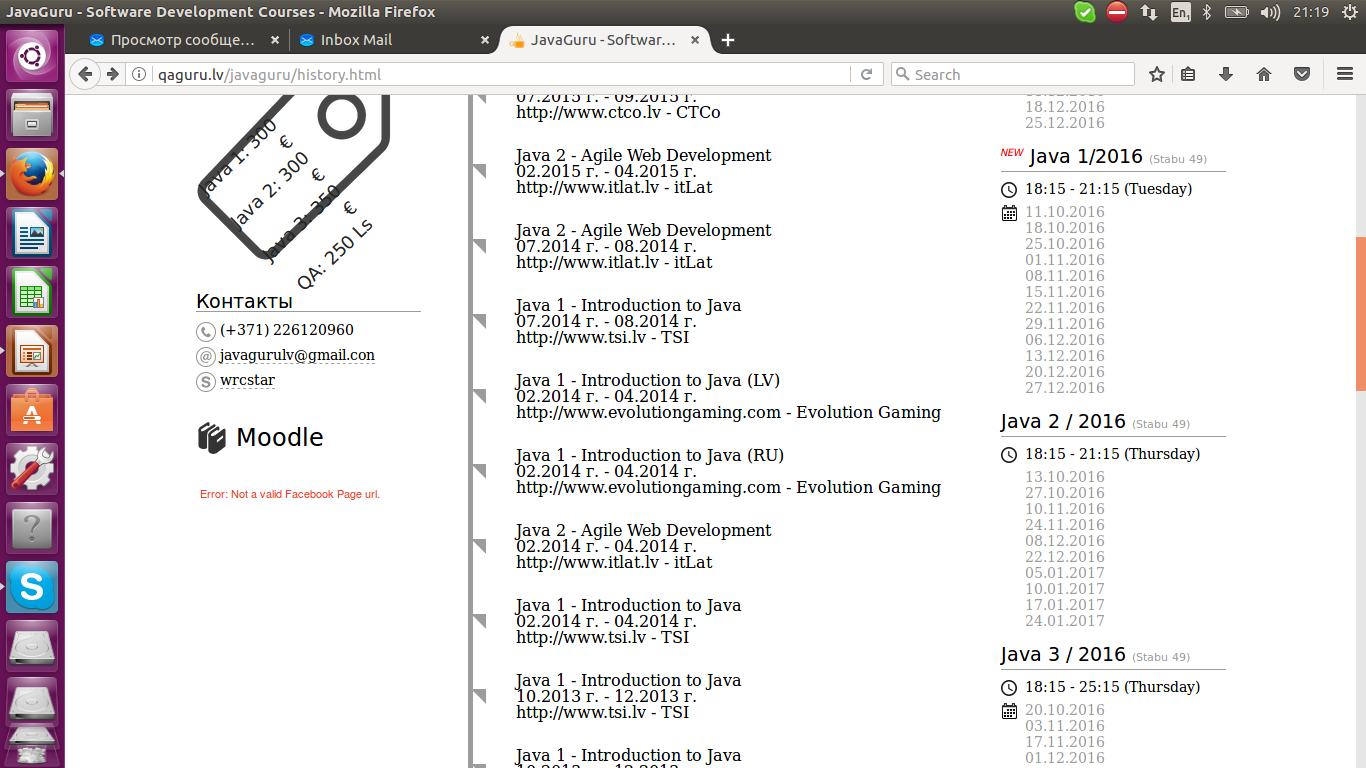 JavaGuru - Software Development Courses - Mozilla Firefox
En1
21:19
Просмотр сообще...
Inbox Mail
JavaGuru - Softwar...
qaguru.lv/javaguru/history.html
Search
Java 1: 300
€
Java 2: 300
€
Java 3: 350
€
QA: 250 Ls
Контакты
(+371) 226120960
javagurulv@gmail.con
wrcstar
Moodle
Error: Not a valid Facebook Page url.
07.2015 г. - 09.2015 г.
http://www.ctco.lv - CTCo
Java 2 - Agile Web Development
02.2015 г. - 04.2015 г.
http://www.itlat.lv - itLat
Java 2 - Agile Web Development
07.2014 г. - 08.2014 г.
http://www.itlat.lv - itLat
Java 1 - Introduction to Java
07.2014 г. - 08.2014 г.
http://www.tsi.lv - TSI
Java 1 - Introduction to Java (LV)
02.2014 г. - 04.2014 г.
http://www.evolutiongaming.com - Evolution Gaming
Java 1 - Introduction to Java (RU)
02.2014 г. - 04.2014 г.
http://www.evolutiongaming.com - Evolution Gaming
Java 2 - Agile Web Development
02.2014 г. - 04.2014 г.
http://www.itlat.lv - itLat
Java 1 - Introduction to Java
02.2014 г. - 04.2014 г.
http://www.tsi.lv - TSI
Java 1 - Introduction to Java
10.2013 г. - 12.2013 г.
http://www.tsi.lv - TSI
Java 1 - Introduction to Java
18.12.2016
25.12.2016
NEW Java 1/2016 (Stabu 49)
18:15 - 21:15 (Tuesday)
11.10.2016
18.10.2016
25.10.2016
01.11.2016
08.11.2016
15.11.2016
22.11.2016
29.11.2016
06.12.2016
13.12.2016
20.12.2016
27.12.2016
Java 2 / 2016 (Stabu 49)
18:15 - 21:15 (Thursday)
13.10.2016
27.10.2016
10.11.2016
24.11.2016
08.12.2016
22.12.2016
05.01.2017
10.01.2017
17.01.2017
24.01.2017
Java 3 / 2016 (Stabu 49)
18:15 - 25:15 (Thursday)
20.10.2016
03.11.2016
17.11.2016
01.12.2016